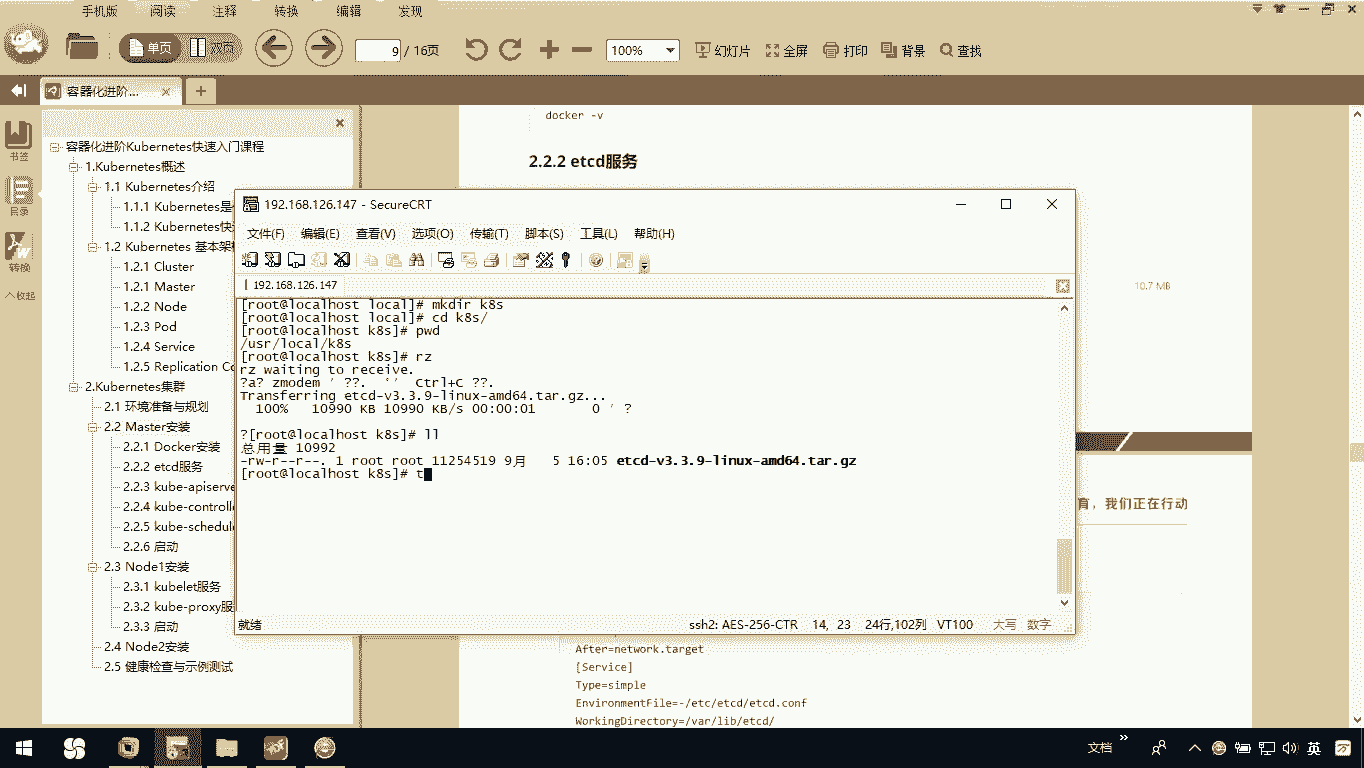 手机版 阅读 注释 转换 编辑 发现
单页 双页 9 / 16页 100% 幻灯片 全屏 打印 背景 查找
容器化进阶...
书签
目录
转换
收起
容器化进阶Kubernetes快速入门课程
1.Kubernetes概述
1.1 Kubernetes介绍
1.1.1 Kubernetes是
1.1.2 Kubernetes快
1.2 Kubernetes 基本架
1.2.1 Cluster
1.2.1 Master
1.2.2 Node
1.2.3 Pod
1.2.4 Service
1.2.5 Replication Co
2.Kubernetes集群
2.1 环境准备与规划
2.2 Master安装
2.2.1 Docker安装
2.2.2 etcd服务
2.2.3 kube-apiserve
2.2.4 kube-controlle
2.2.5 kube-schedule
2.2.6 启动
2.3 Node1安装
2.3.1 kubelet服务
2.3.2 kube-proxy服
2.3.3 启动
2.4 Node2安装
2.5 健康检查与示例测试
docker -v
2.2.2 etcd服务
10.7 MB
育，我们正在行动
192.168.126.147 - SecureCRT
文件(F) 编辑(E) 查看(V) 选项(O) 传输(T) 脚本(S) 工具(L) 帮助(H)
192.168.126.147
[root@localhost local]# mkdir k8s
[root@localhost local]# cd k8s/
[root@localhost k8s]# pwd
/usr/local/k8s
[root@localhost k8s]# rz
rz waiting to receive.
?a? zmodem ′ ??. °′ Ctrl+C ??.
Transferring etcd-v3.3.9-linux-amd64.tar.gz...
100% 10990 KB 10990 KB/s 00:00:01 0 ′ ?
?[root@localhost k8s]# ll
总用量 10992
-rw-r--r--. 1 root root 11254519 9月 5 16:05 etcd-v3.3.9-linux-amd64.tar.gz
[root@localhost k8s]# t
就绪 ssh2: AES-256-CTR 14, 23 24行,102列 VT100 大写 数字
After=network.target
[Service]
Type=simple
EnvironmentFile=-/etc/etcd/etcd.conf
WorkingDirectory=/var/lib/etcd/
文档 英